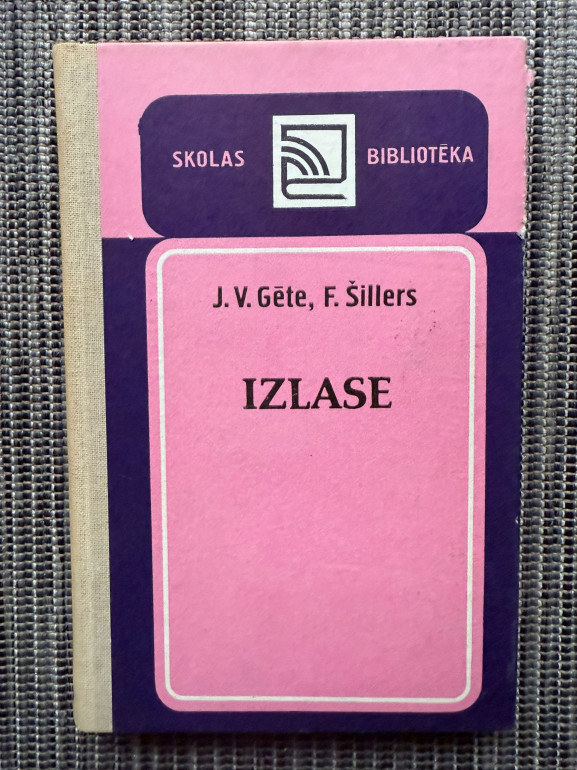 SKOLAS BIBLIOTĒKA
J. V. Gēte, F. Šillers
IZLASE